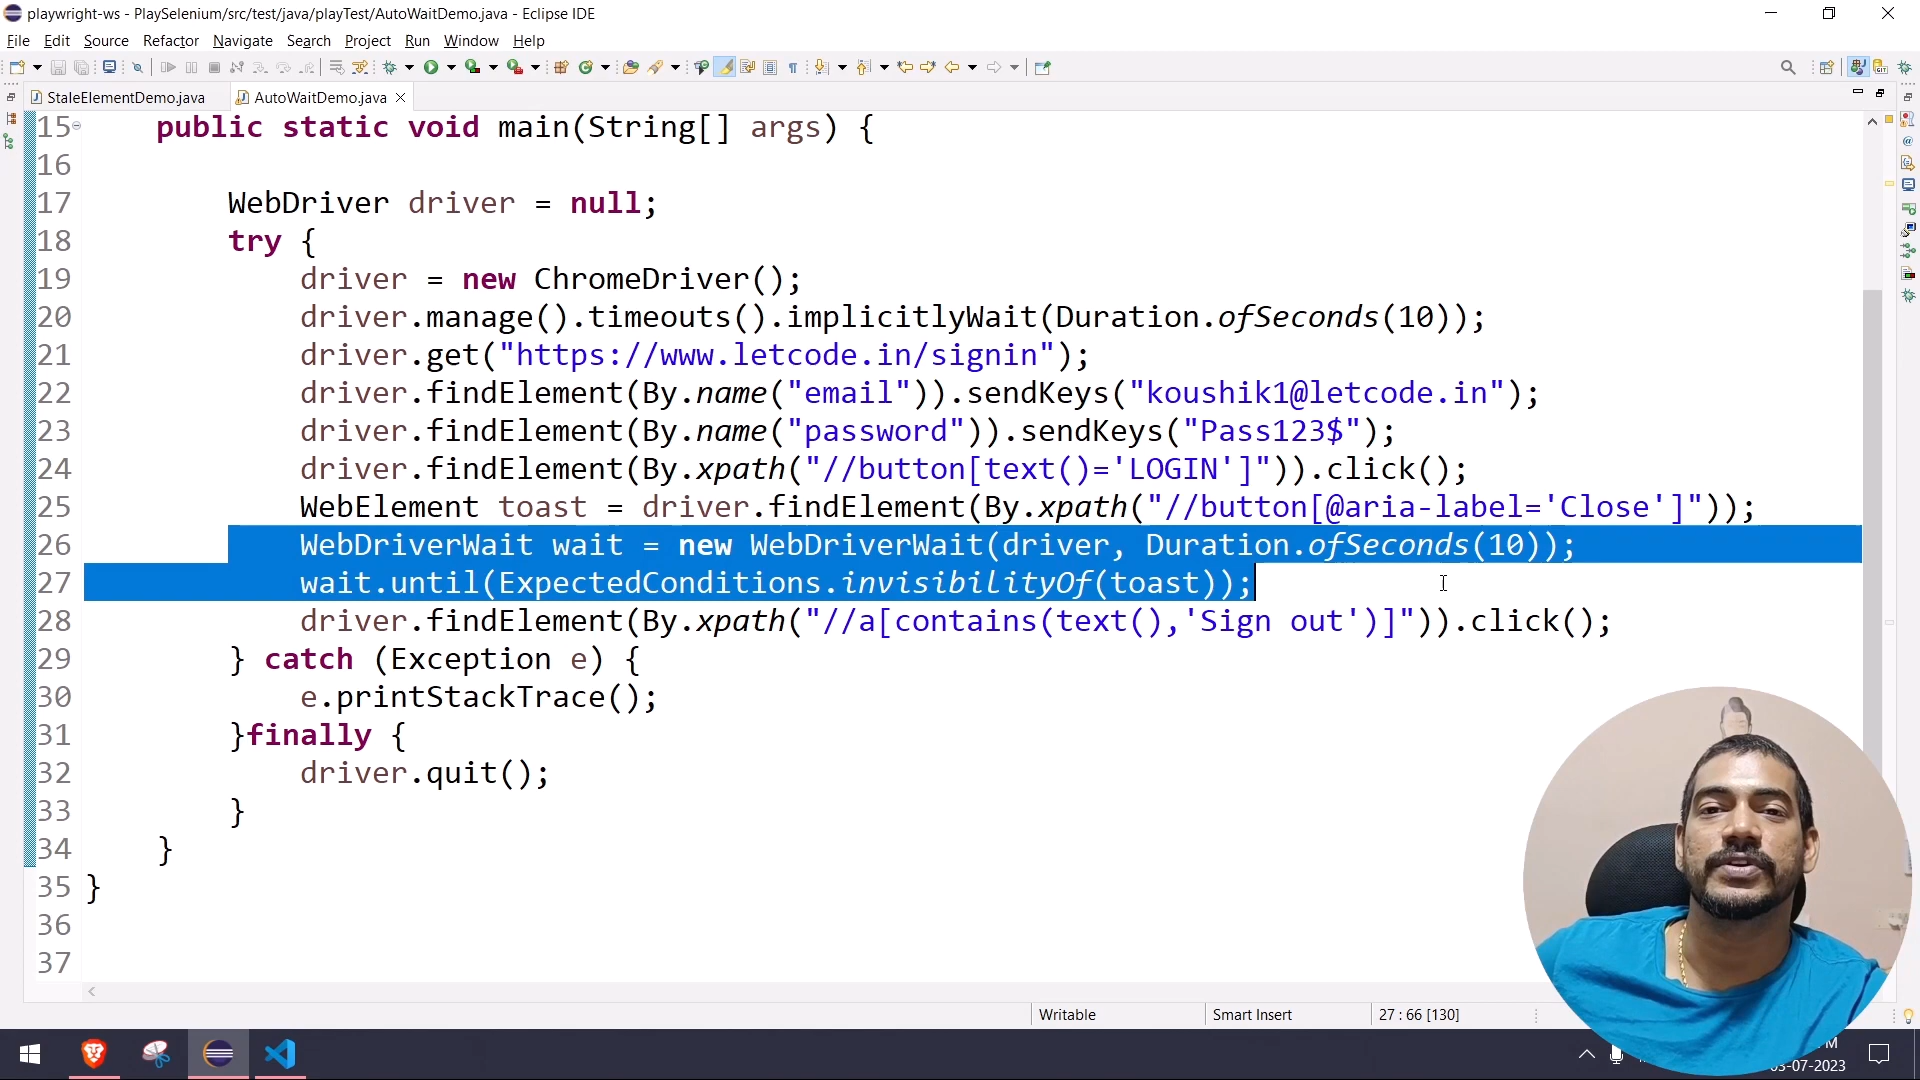 playwright-ws - PlaySelenium/src/test/java/playTest/AutoWaitDemo.java - Eclipse IDE
File Edit Source Refactor Navigate Search Project Run Window Help
StaleElementDemo.java AutoWaitDemo.java
15 public static void main(String[] args) {
16
17 WebDriver driver = null;
18 try {
19 driver = new ChromeDriver();
20 driver.manage().timeouts().implicitlyWait(Duration.ofSeconds(10));
21 driver.get("https://www.letcode.in/signin");
22 driver.findElement(By.name("email")).sendKeys("koushik1@letcode.in");
23 driver.findElement(By.name("password")).sendKeys("Pass123$");
24 driver.findElement(By.xpath("//button[text()='LOGIN']")).click();
25 WebElement toast = driver.findElement(By.xpath("//button[@aria-label='Close']"));
26 WebDriverWait wait = new WebDriverWait(driver, Duration.ofSeconds(10));
27 wait.until(ExpectedConditions.invisibilityOf(toast));
28 driver.findElement(By.xpath("//a[contains(text(),'Sign out')]")).click();
29 } catch (Exception e) {
30 e.printStackTrace();
31 }finally {
32 driver.quit();
33 }
34 }
35 }
36
37
Writable Smart Insert 27 : 66 [130]
M
03-07-2023